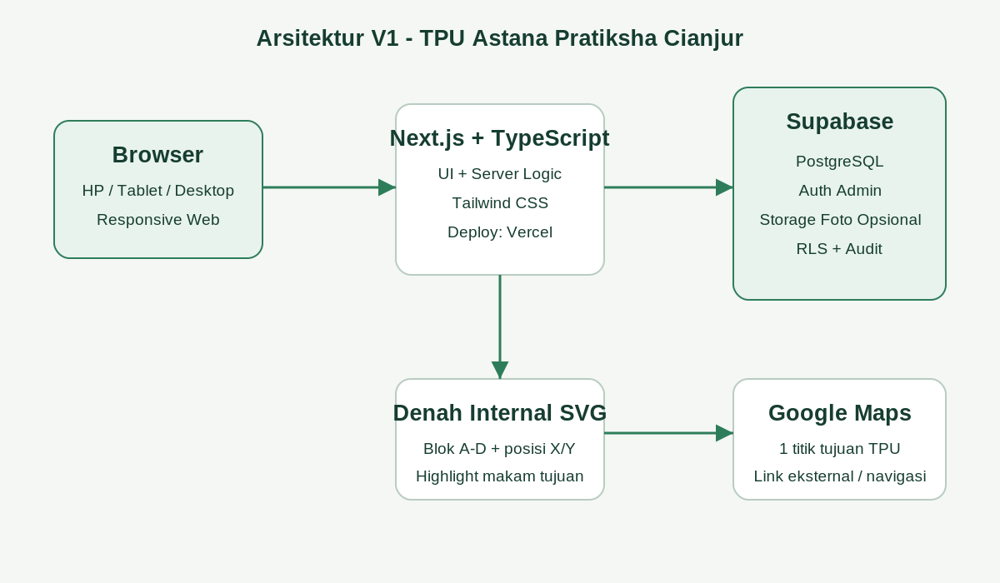 Arsitektur V1 - TPU Astana Pratiksha Cianjur
Browser
HP / Tablet / Desktop
Responsive Web
Next.js + TypeScript
UI + Server Logic
Tailwind CSS
Deploy: Vercel
Supabase
PostgreSQL
Auth Admin
Storage Foto Opsional
RLS + Audit
Denah Internal SVG
Blok A-D + posisi X/Y
Highlight makam tujuan
Google Maps
1 titik tujuan TPU
Link eksternal / navigasi